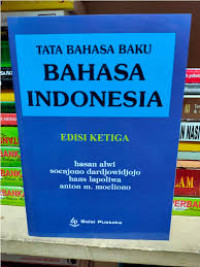 TATA BAHASA BAKU
BAHASA
INDONESIA
EDISI KETIGA
hasan alwi
soenjono dardjowidjojo
hans lapoliwa
anton m. moeliono
Balai Pustaka